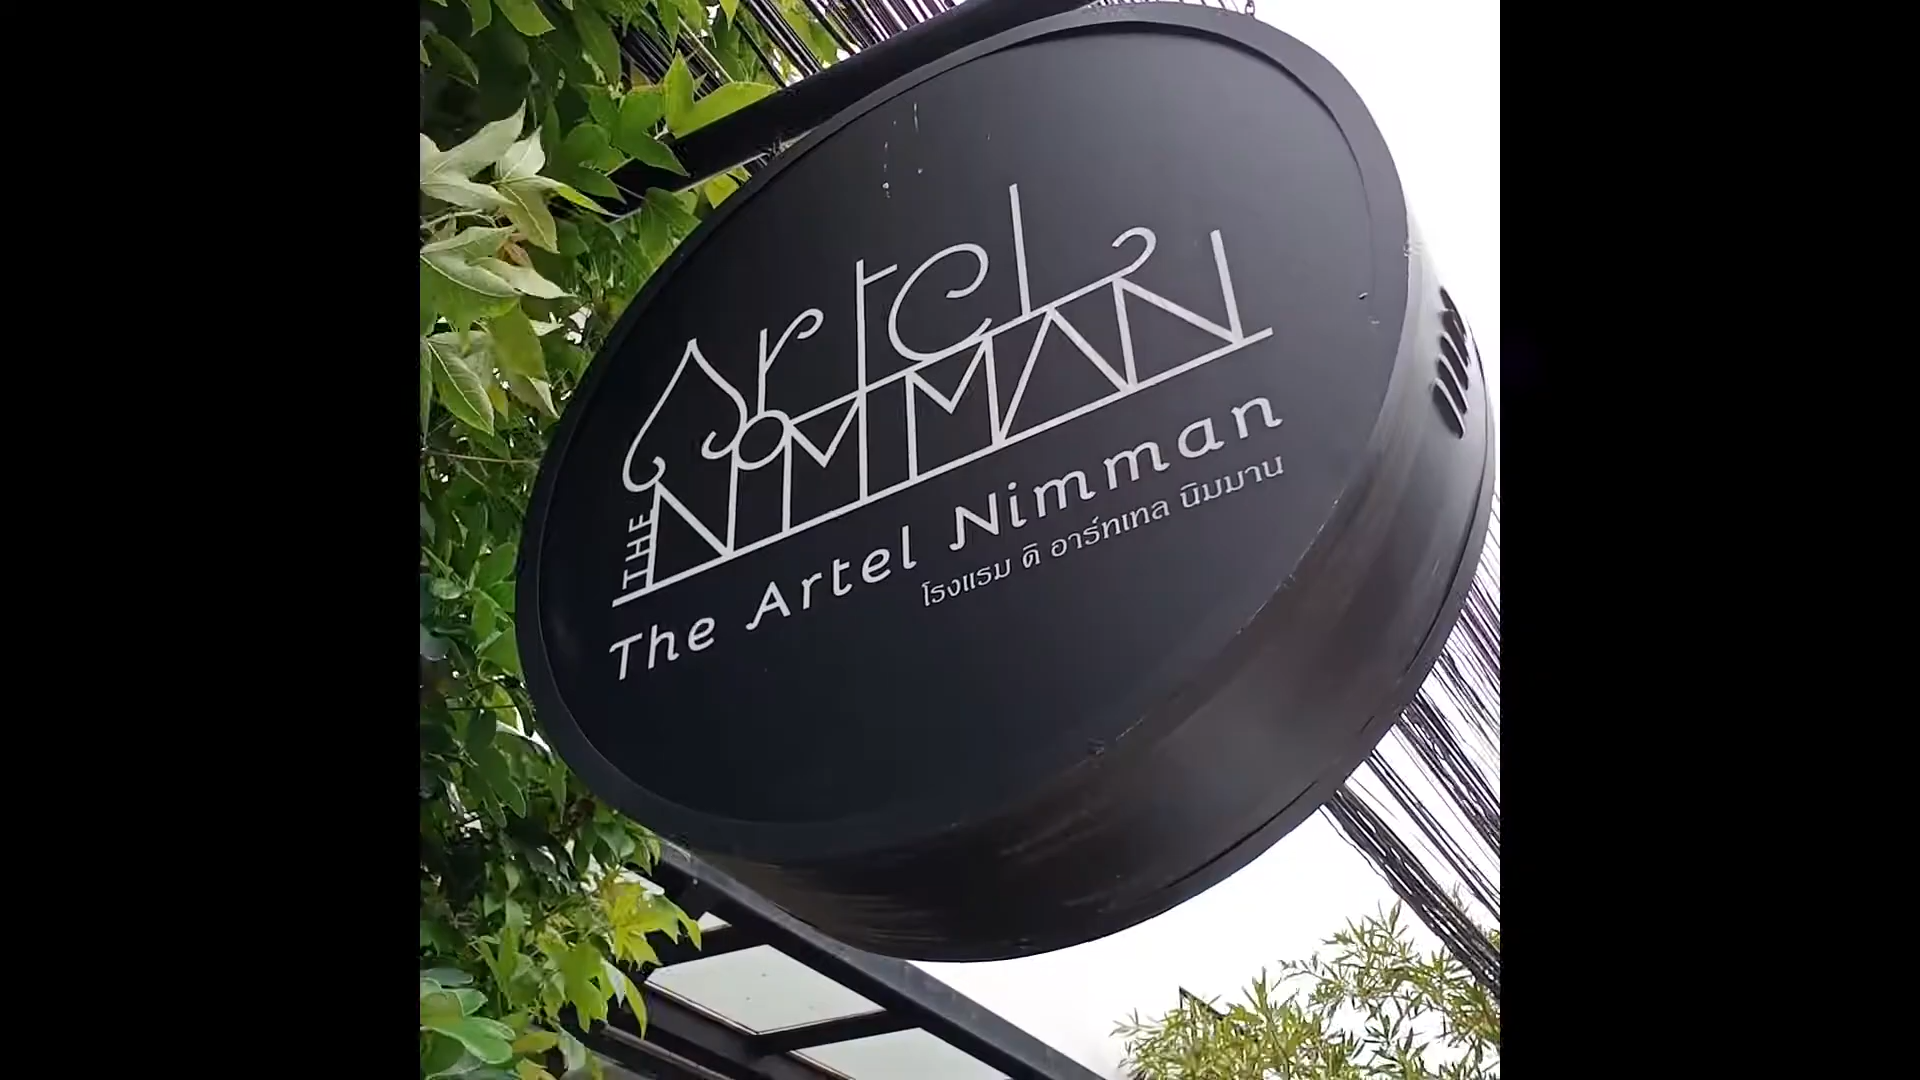 THE
Artel
NIMMAN
The Artel Nimman
โรงแรม ดิ อาร์ทเทล นิมมาน